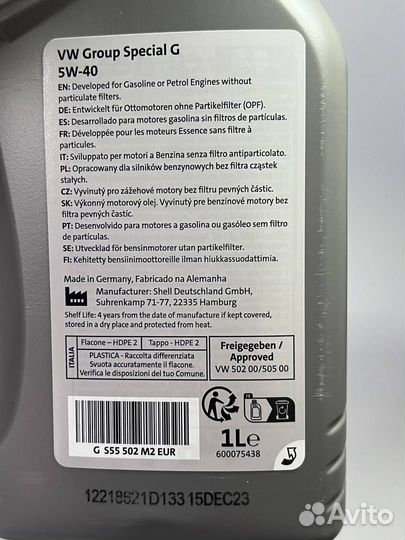 VW Group Special G
5W-40
EN: Developed for Gasoline or Petrol Engines without
particulate filters.
DE: Entwickelt für Ottomotoren ohne Partikelfilter (OPF).
ES: Desarrollado para motores gasolina sin filtros de partículas.
FR: Développée pour les moteurs Essence sans filtre à
particules.
IT: Sviluppato per motori a Benzina senza filtro antiparticolato.
PL: Opracowany dla silników benzynowych bez filtra cząstek
stałych.
CZ: Vyvinutý pro zážehové motory bez filtru pevných částic.
SK: Výkonný motorový olej. Vyvinutý pre benzínové motory bez
filtra pevných častíc.
PT: Desenvolvido para motores a gasolina ou gasóleo sem filtro
de partículas.
SE: Utvecklad för bensinmotorer utan partikelfilter.
FI: Kehitetty bensiinimoottoreille ilman hiukkassuodattimia.
Made in Germany, Fabricado na Alemanha
Manufacturer: Shell Deutschland GmbH,
Suhrenkamp 71-77, 22335 Hamburg
Shelf Life: 4 years from the date of manufacture if kept covered,
stored in a dry place and protected from heat.
ITALIA
Flacone – HDPE 2
Tappo - HDPE 2
PLASTICA - Raccolta differenziata
Svuota accuratamente il flacone.
Verifica le disposizioni del tuo Comune.
Freigegeben /
Approved
VW 502 00/505 00
1L e
600075438
G S55 502 M2 EUR
12218621D133 15DEC23
Avito